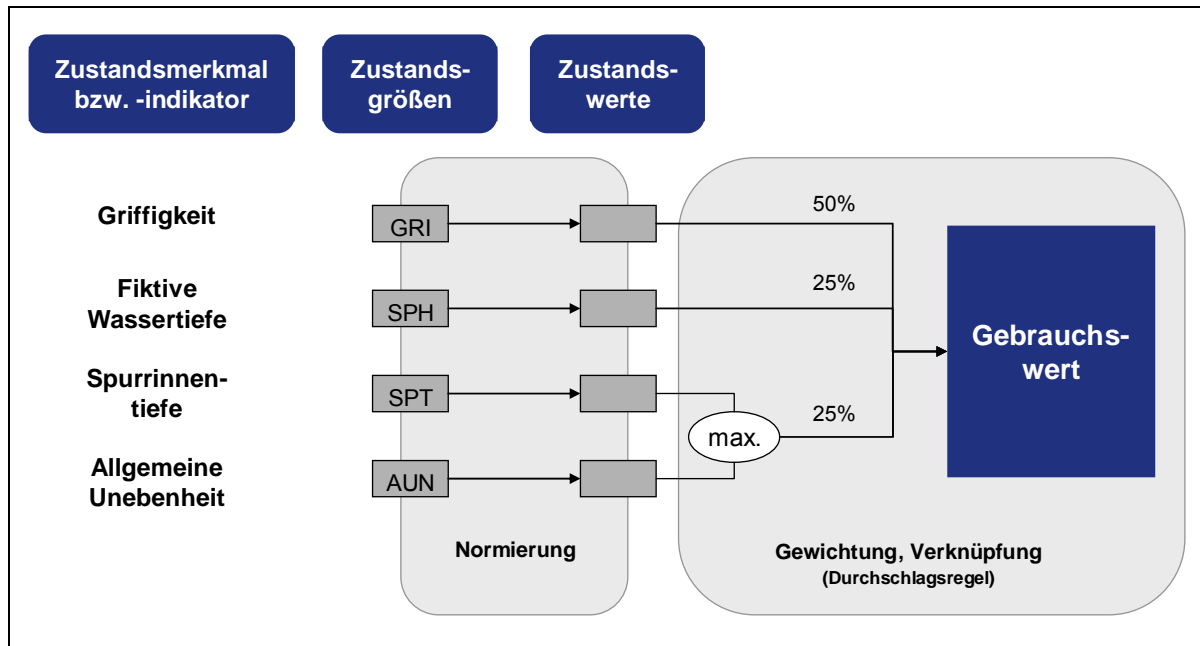 Zustandsmerkmal
bzw. -indikator
Zustands-
größen
Zustands-
werte
Griffigkeit
GRI
50%
Fiktive
Wassertiefe
SPH
25%
Spurrinnen-
tiefe
SPT
max.
25%
Allgemeine
Unebenheit
AUN
Gebrauchs-
wert
Normierung
Gewichtung, Verknüpfung
(Durchschlagsregel)